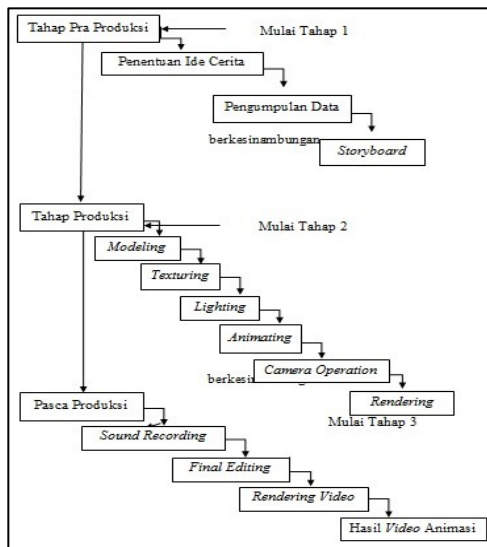 Tahap Pra Produksi
Mulai Tahap 1
Penentuan Ide Cerita
Pengumpulan Data
berkesinambungan
Storyboard
Tahap Produksi
Mulai Tahap 2
Modeling
Texturing
Lighting
Animating
Camera Operation
Rendering
Pasca Produksi
Mulai Tahap 3
Sound Recording
Final Editing
Rendering Video
Hasil Video Animasi